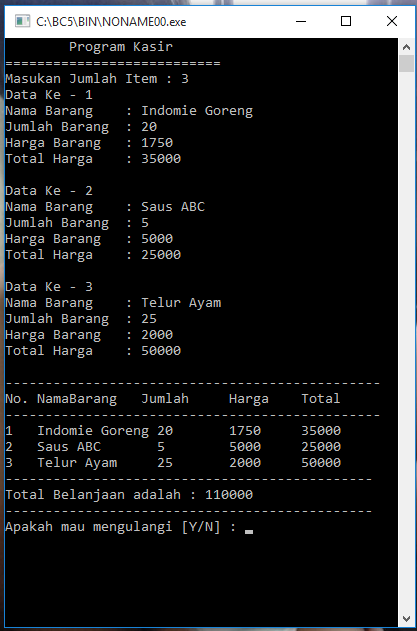 C:\BC5\BIN\NONAME00.exe
Program Kasir
===========================
Masukan Jumlah Item : 3
Data Ke - 1
Nama Barang    : Indomie Goreng
Jumlah Barang  : 20
Harga Barang   : 1750
Total Harga    : 35000
Data Ke - 2
Nama Barang    : Saus ABC
Jumlah Barang  : 5
Harga Barang   : 5000
Total Harga    : 25000
Data Ke - 3
Nama Barang    : Telur Ayam
Jumlah Barang  : 25
Harga Barang   : 2000
Total Harga    : 50000
-----------------------------------------------
No. NamaBarang   Jumlah     Harga    Total
-----------------------------------------------
1   Indomie Goreng 20       1750     35000
2   Saus ABC       5        5000     25000
3   Telur Ayam     25       2000     50000
----------------------------------------------
Total Belanjaan adalah : 110000
----------------------------------------------
Apakah mau mengulangi [Y/N] : _